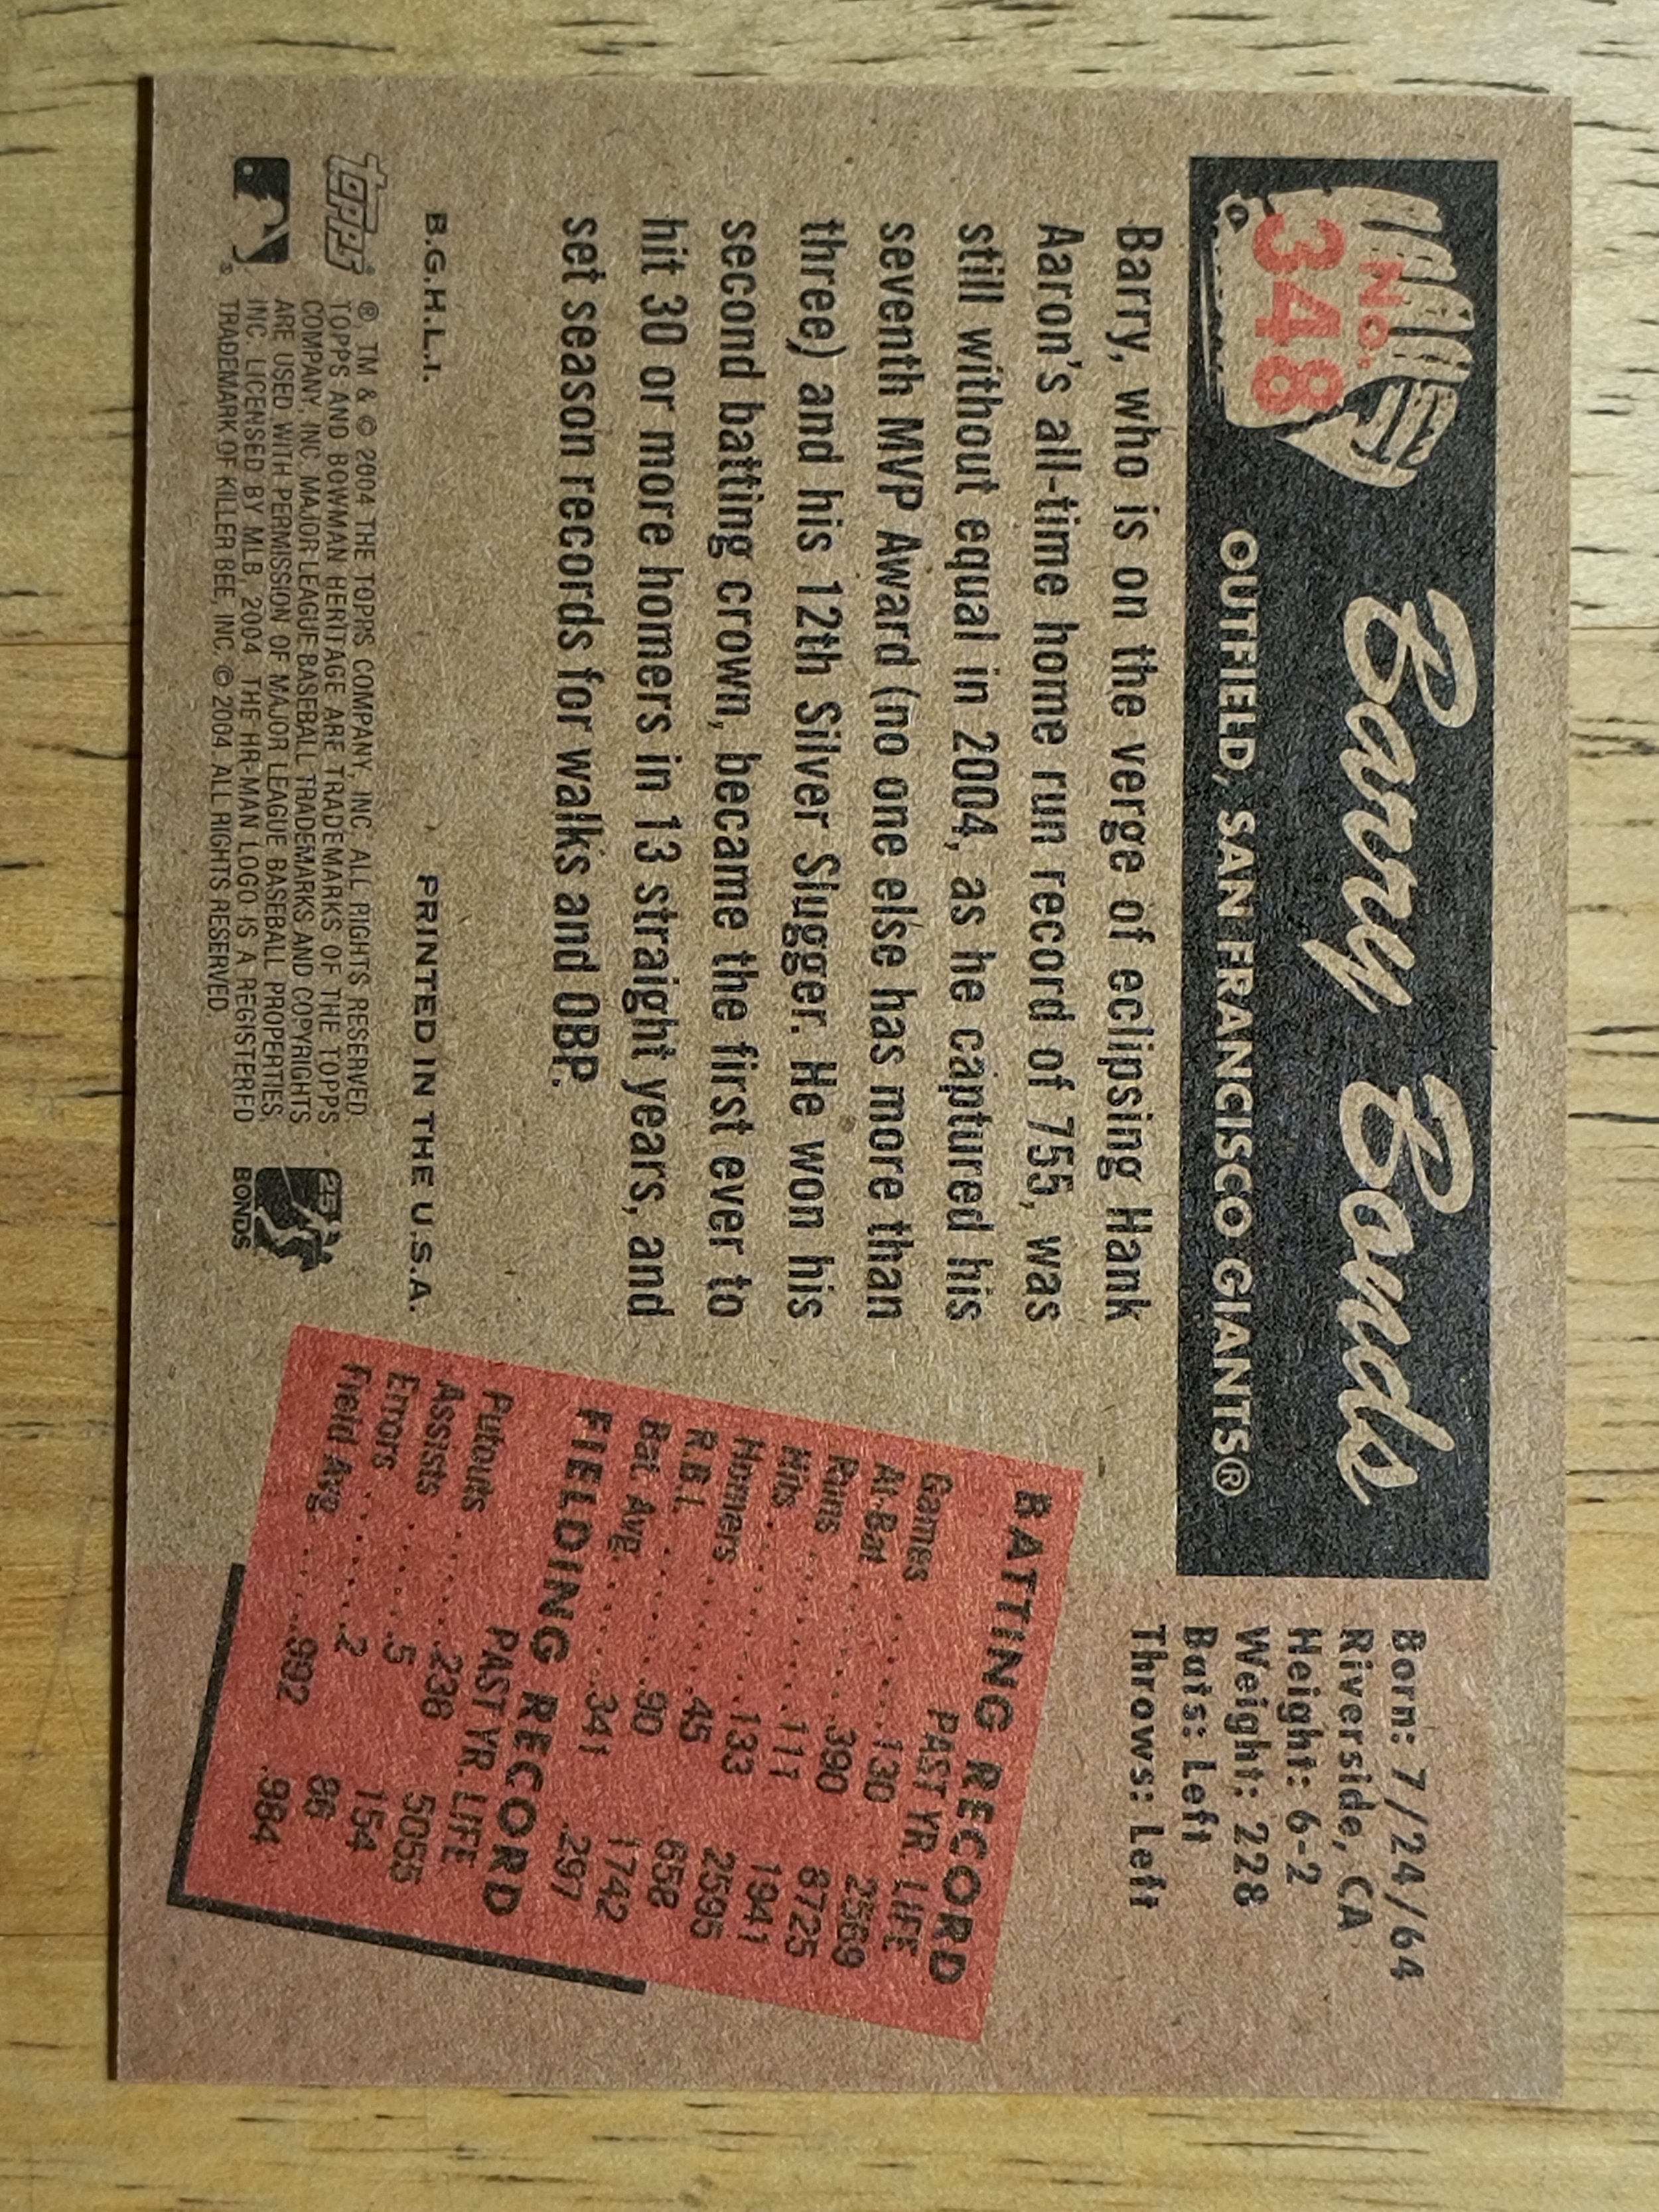 No.
348
Barry Bonds
OUTFIELD, SAN FRANCISCO GIANTS®
Born: 7/24/64
Riverside, CA
Height: 6-2
Weight: 228
Bats: Left
Throws: Left
Barry, who is on the verge of eclipsing Hank
Aaron's all-time home run record of 755, was
still without equal in 2004, as he captured his
seventh MVP Award (no one else has more than
three) and his 12th Silver Slugger. He won his
second batting crown, became the first ever to
hit 30 or more homers in 13 straight years, and
set season records for walks and OBP.
BATTING RECORD
PAST YR. LIFE
Games ......130 2569
At-Bat ......390 8725
Runs ......111 1941
Hits ......133 2595
Homers ......45 658
R.B.I. ......90 1742
Bat. Avg. ......341 .297
FIELDING RECORD
PAST YR. LIFE
Putouts ......238 5055
Assists ......5 154
Errors ......2 86
Field Avg. ......992 .984
B.G.H.L.I.
PRINTED IN THE U.S.A.
topps®
®, TM & © 2004 THE TOPPS COMPANY, INC. ALL RIGHTS RESERVED.
TOPPS AND BOWMAN HERITAGE ARE TRADEMARKS OF THE TOPPS
COMPANY, INC. MAJOR LEAGUE BASEBALL TRADEMARKS AND COPYRIGHTS
ARE USED WITH PERMISSION OF MAJOR LEAGUE BASEBALL PROPERTIES,
INC. LICENSED BY MLB, 2004. THE HR-MAN LOGO IS A REGISTERED
TRADEMARK OF KILLER BEE, INC. © 2004 ALL RIGHTS RESERVED
®
25
BONDS